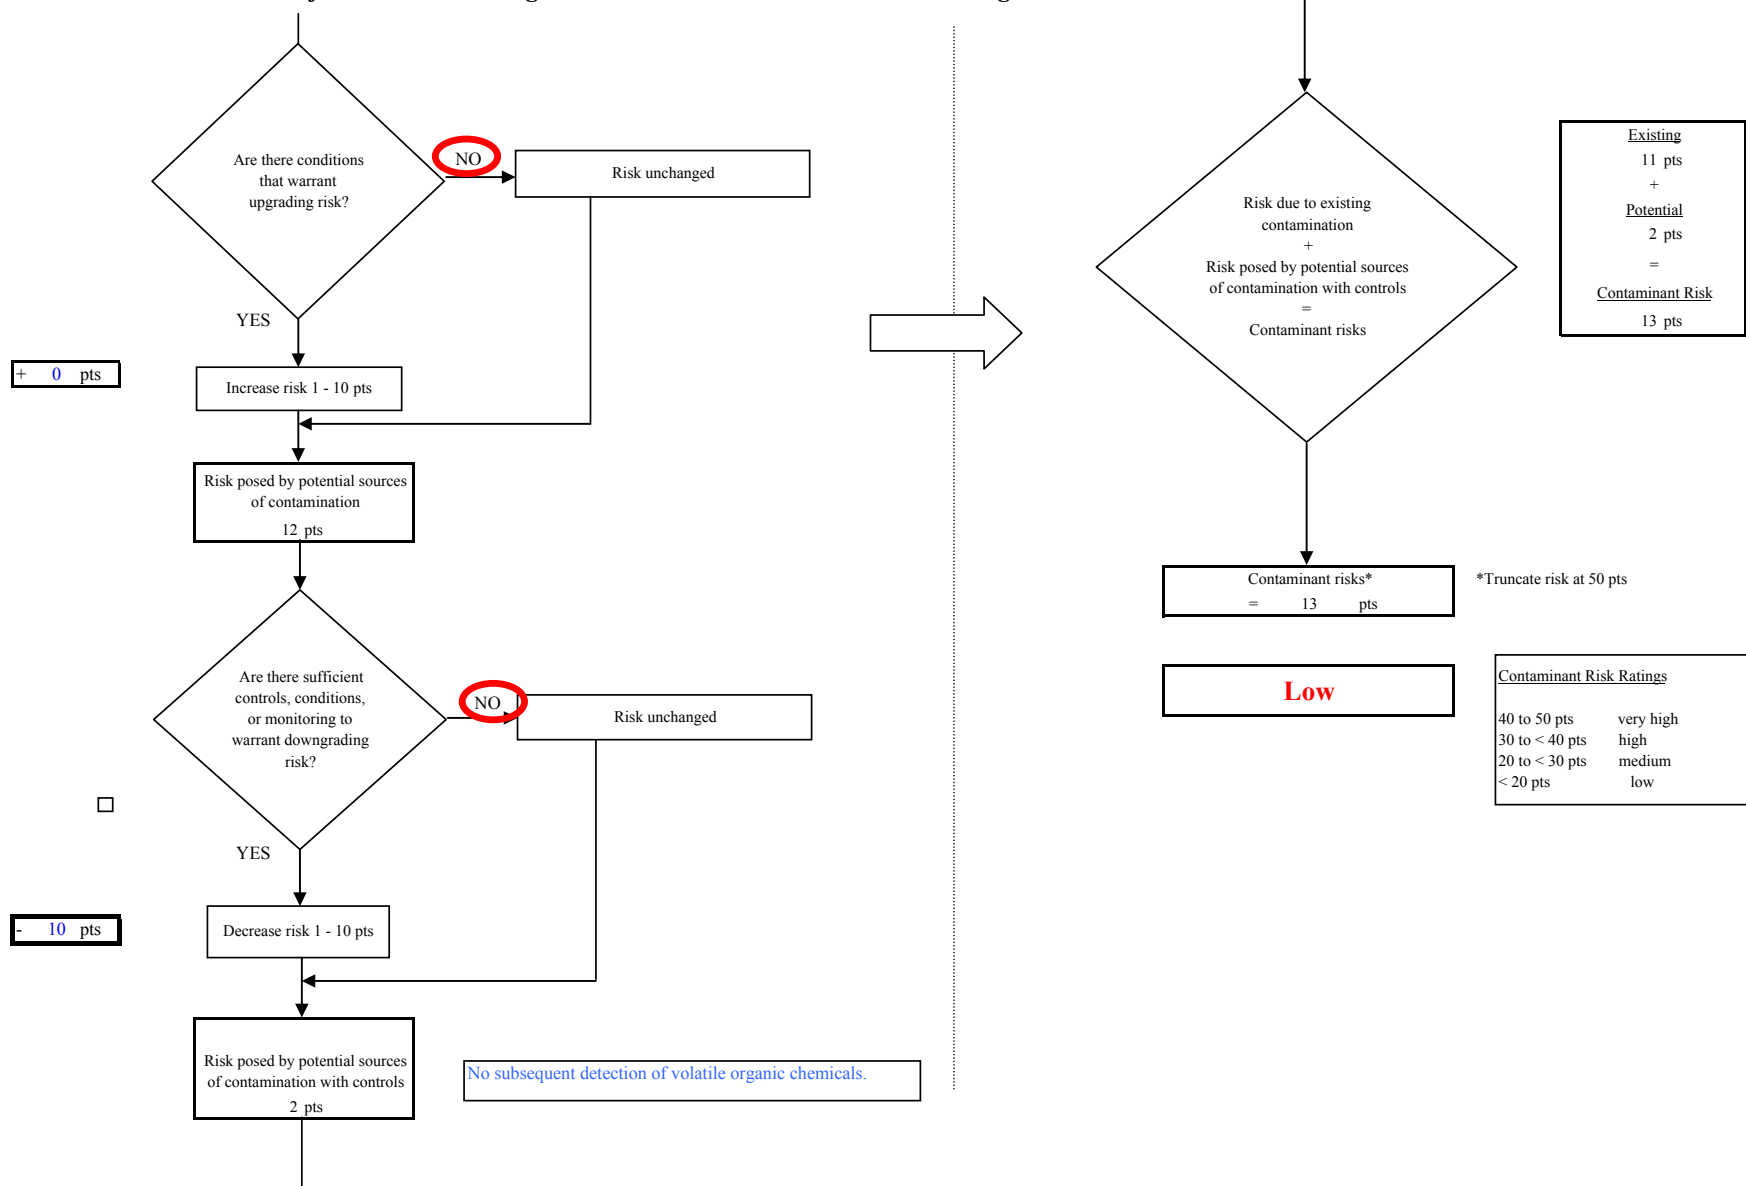 Are there conditions
that warrant
upgrading risk?
NO
Risk unchanged
YES
+ 0 pts
Increase risk 1 - 10 pts
Risk posed by potential sources
of contamination
12 pts
Are there sufficient
controls, conditions,
or monitoring to
warrant downgrading
risk?
NO
Risk unchanged
YES
- 10 pts
Decrease risk 1 - 10 pts
Risk posed by potential sources
of contamination with controls
2 pts
No subsequent detection of volatile organic chemicals.
Risk due to existing
contamination
+
Risk posed by potential sources
of contamination with controls
=
Contaminant risks
Existing
11 pts
+
Potential
2 pts
=
Contaminant Risk
13 pts
Contaminant risks*
= 13 pts
*Truncate risk at 50 pts
Low
Contaminant Risk Ratings
40 to 50 pts very high
30 to < 40 pts high
20 to < 30 pts medium
< 20 pts low